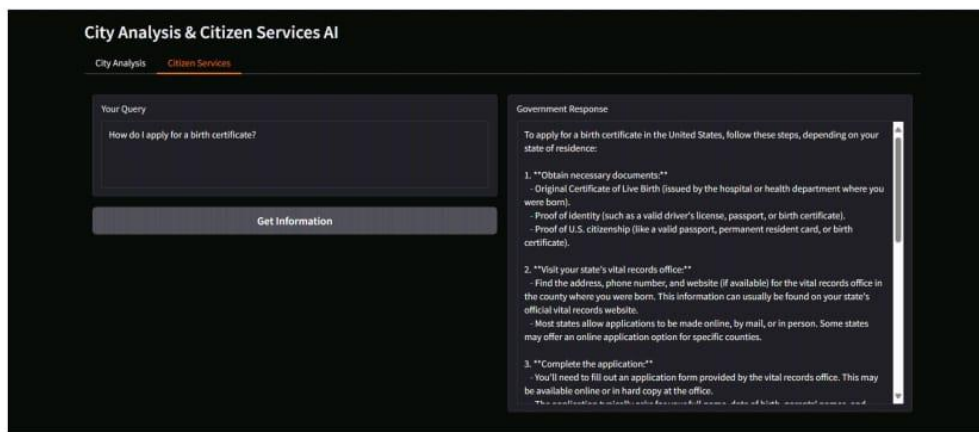 City Analysis & Citizen Services AI
City Analysis Citizen Services
Your Query
How do I apply for a birth certificate?
Get Information
Government Response
To apply for a birth certificate in the United States, follow these steps, depending on your
state of residence:
1. **Obtain necessary documents:**
- Original Certificate of Live Birth (issued by the hospital or health department where you
were born).
- Proof of identity (such as a valid driver's license, passport, or birth certificate).
- Proof of U.S. citizenship (like a valid passport, permanent resident card, or birth
certificate).
2. **Visit your state's vital records office:**
- Find the address, phone number, and website (if available) for the vital records office in
the county where you were born. This information can usually be found on your state's
official vital records website.
- Most states allow applications to be made online, by mail, or in person. Some states
may offer an online application option for specific counties.
3. **Complete the application:**
- You'll need to fill out an application form provided by the vital records office. This may
be available online or in hard copy at the office.